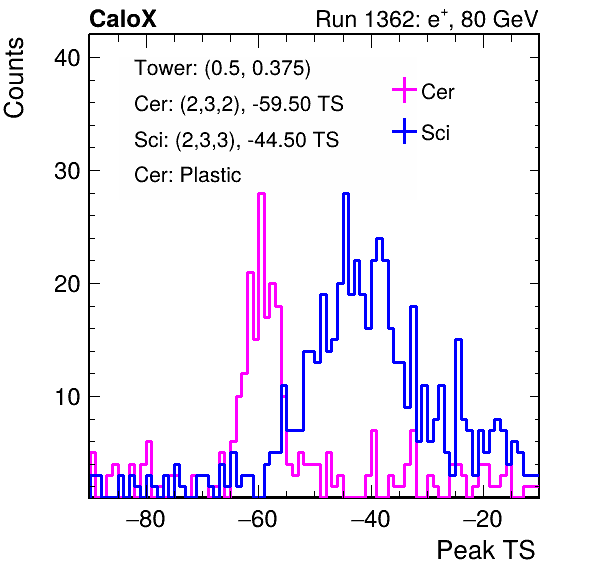 CaloX Run 1362: e⁺, 80 GeV
Counts
40
30
20
10
Tower: (0.5, 0.375)
Cer: (2,3,2), -59.50 TS
Sci: (2,3,3), -44.50 TS
Cer: Plastic
Cer
Sci
−80 −60 −40 −20
Peak TS